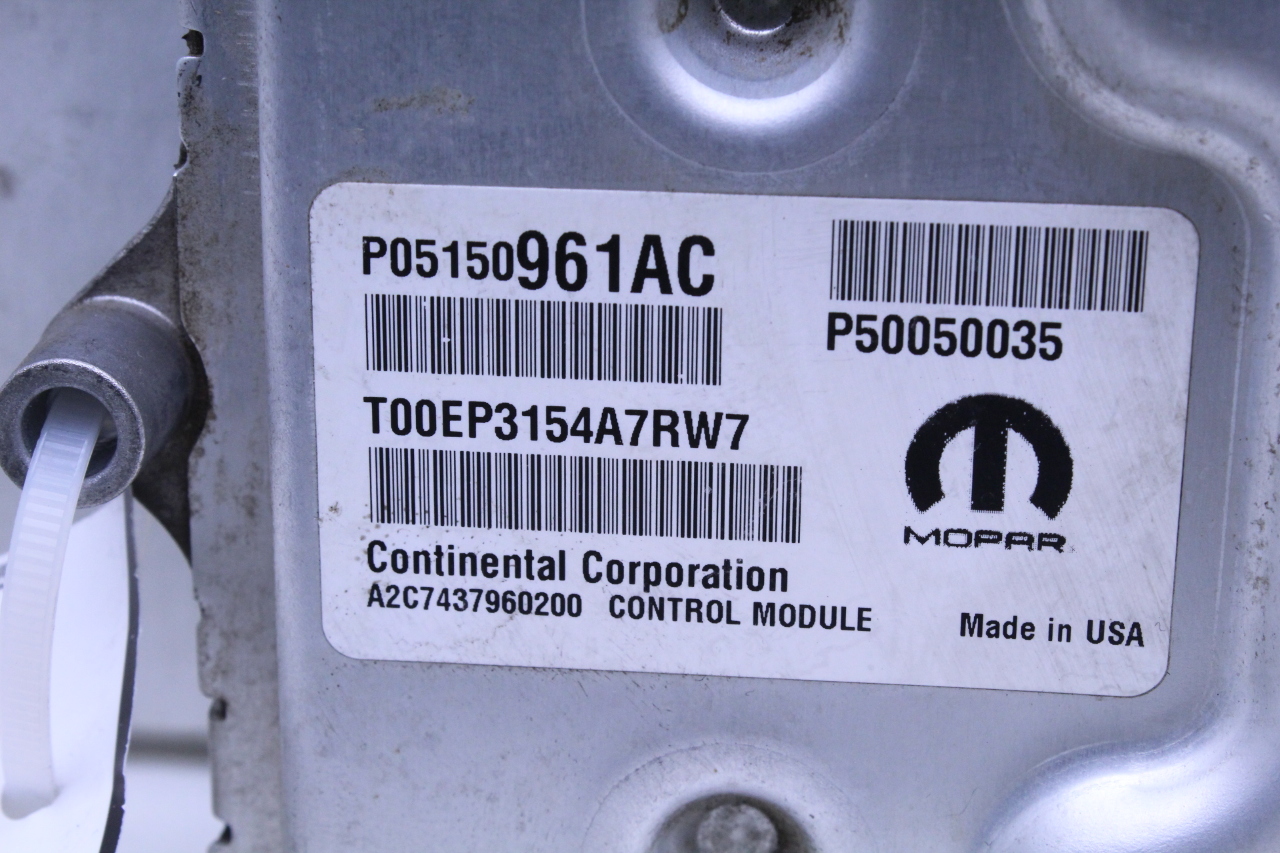 P05150961AC
P50050035
T00EP3154A7RW7
MOPAR
Continental Corporation
A2C7437960200 CONTROL MODULE
Made in USA